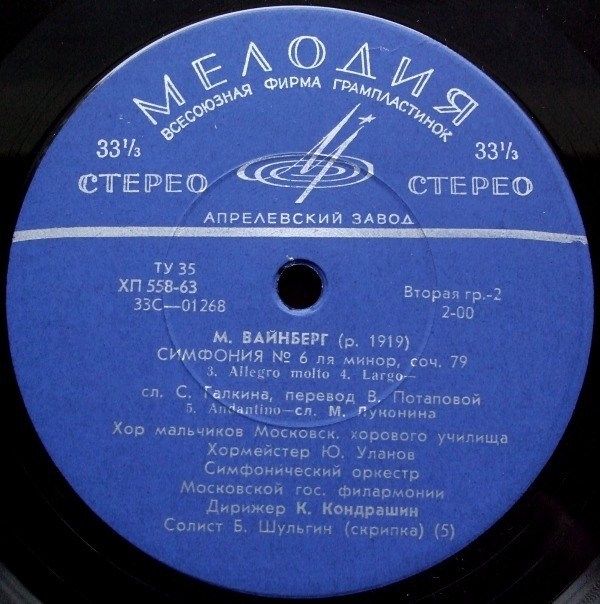 МЕЛОДИЯ
ВСЕСОЮЗНАЯ ФИРМА ГРАМПЛАСТИНОК
33⅓ 33⅓
СТЕРЕО СТЕРЕО
АПРЕЛЕВСКИЙ ЗАВОД
ТУ 35
ХП 558-63
33С—01268
Вторая гр.-2
2-00
М. ВАЙНБЕРГ (р. 1919)
СИМФОНИЯ № 6 ля минор, соч. 79
3. Allegro molto 4. Largo—
сл. С. Галкина, перевод В. Потаповой
5. Andantino—сл. М. Луконина
Хор мальчиков Московск. хорового училища
Хормейстер Ю. Уланов
Симфонический оркестр
Московской гос. филармонии
Дирижер К. Кондрашин
Солист Б. Шульгин (скрипка) (5)